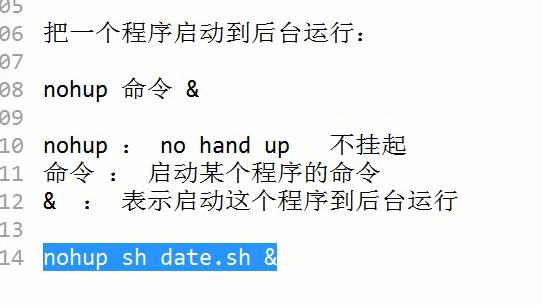 05
06 把一个程序启动到后台运行：
07
08 nohup 命令 &
09
10 nohup ： no hand up   不挂起
11 命令 ： 启动某个程序的命令
12 &  ： 表示启动这个程序到后台运行
13
14 nohup sh date.sh &